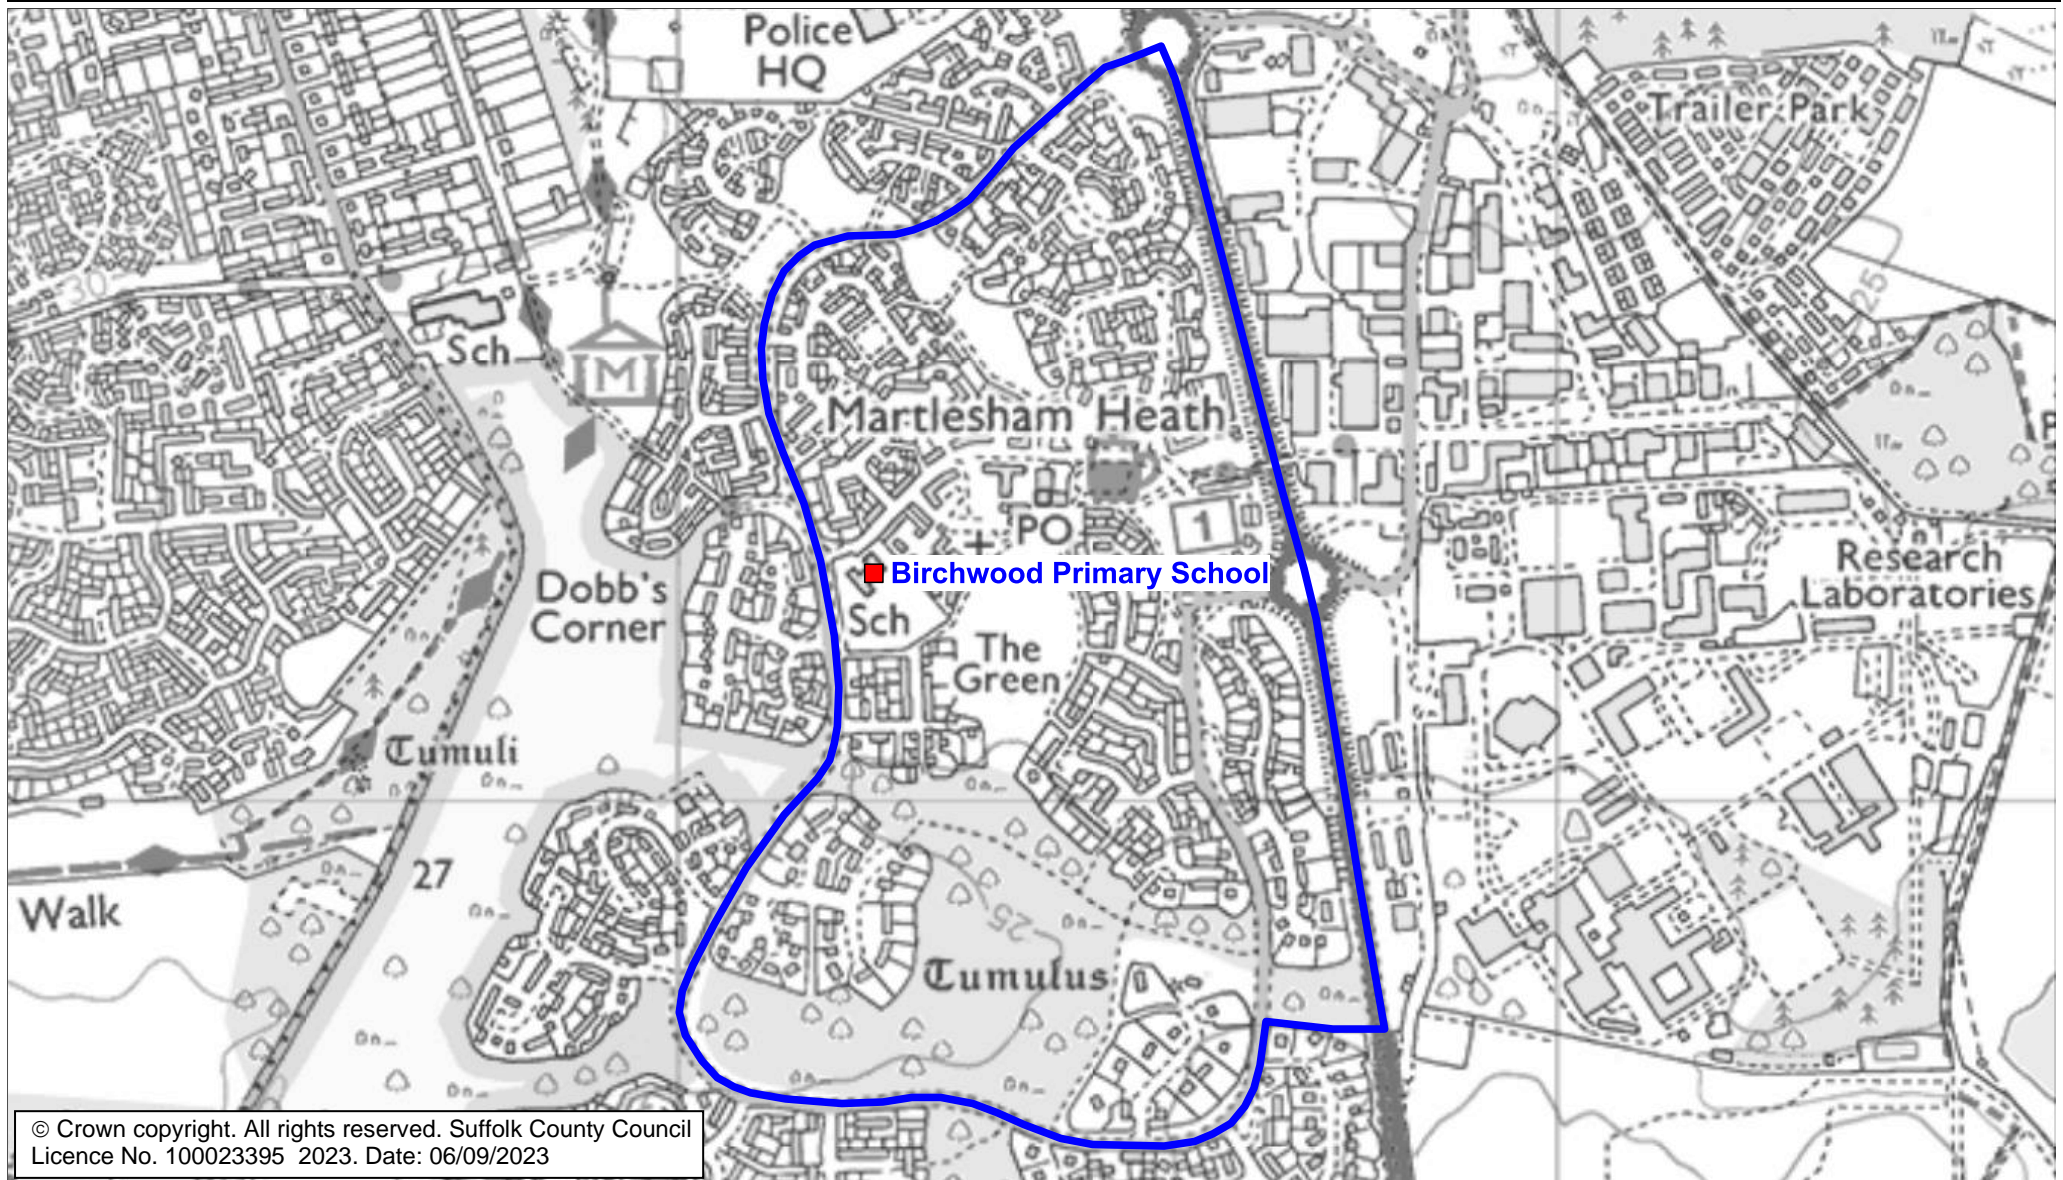 Police
HQ
Trailer Park
30
25
Sch
M
Martlesham Heath
PO
1
Birchwood Primary School
Research
Laboratories
Dobb's
Corner
Sch
The
Green
Tumuli
27
Walk
25
Tumulus
© Crown copyright. All rights reserved. Suffolk County Council
Licence No. 100023395 2023. Date: 06/09/2023